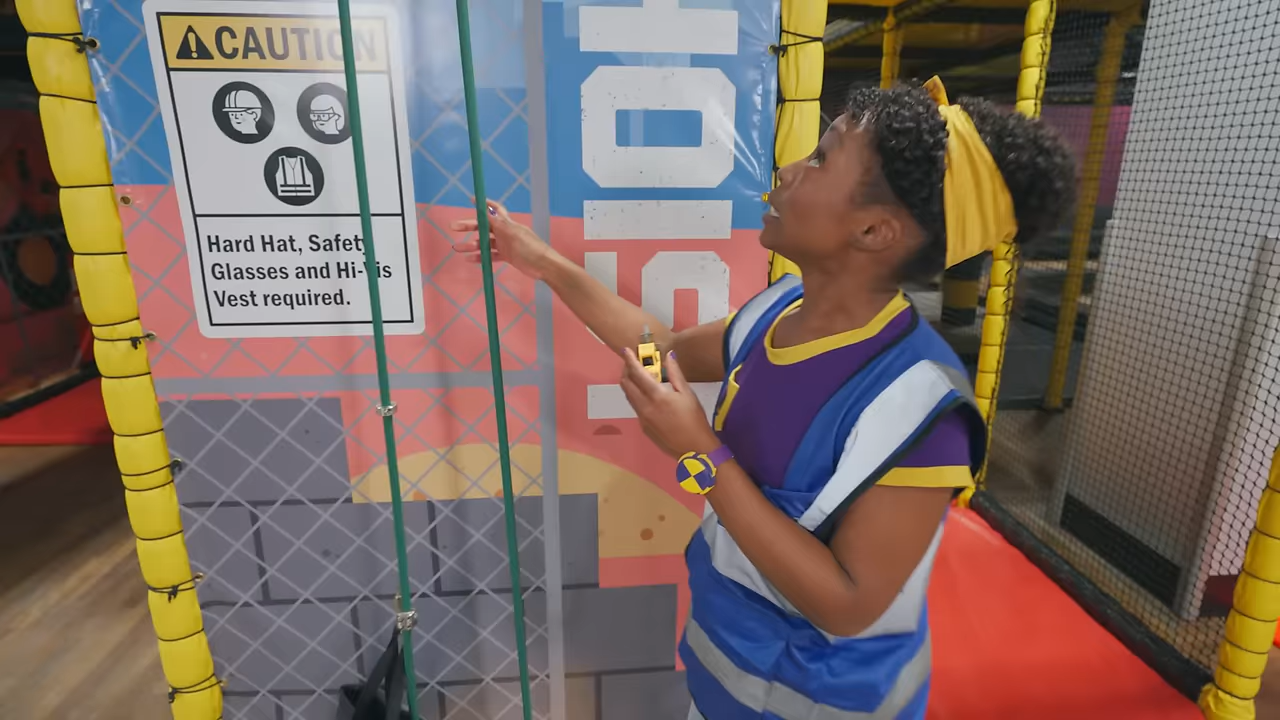 CAUTION
Hard Hat, Safety
Glasses and Hi-Vis
Vest required.